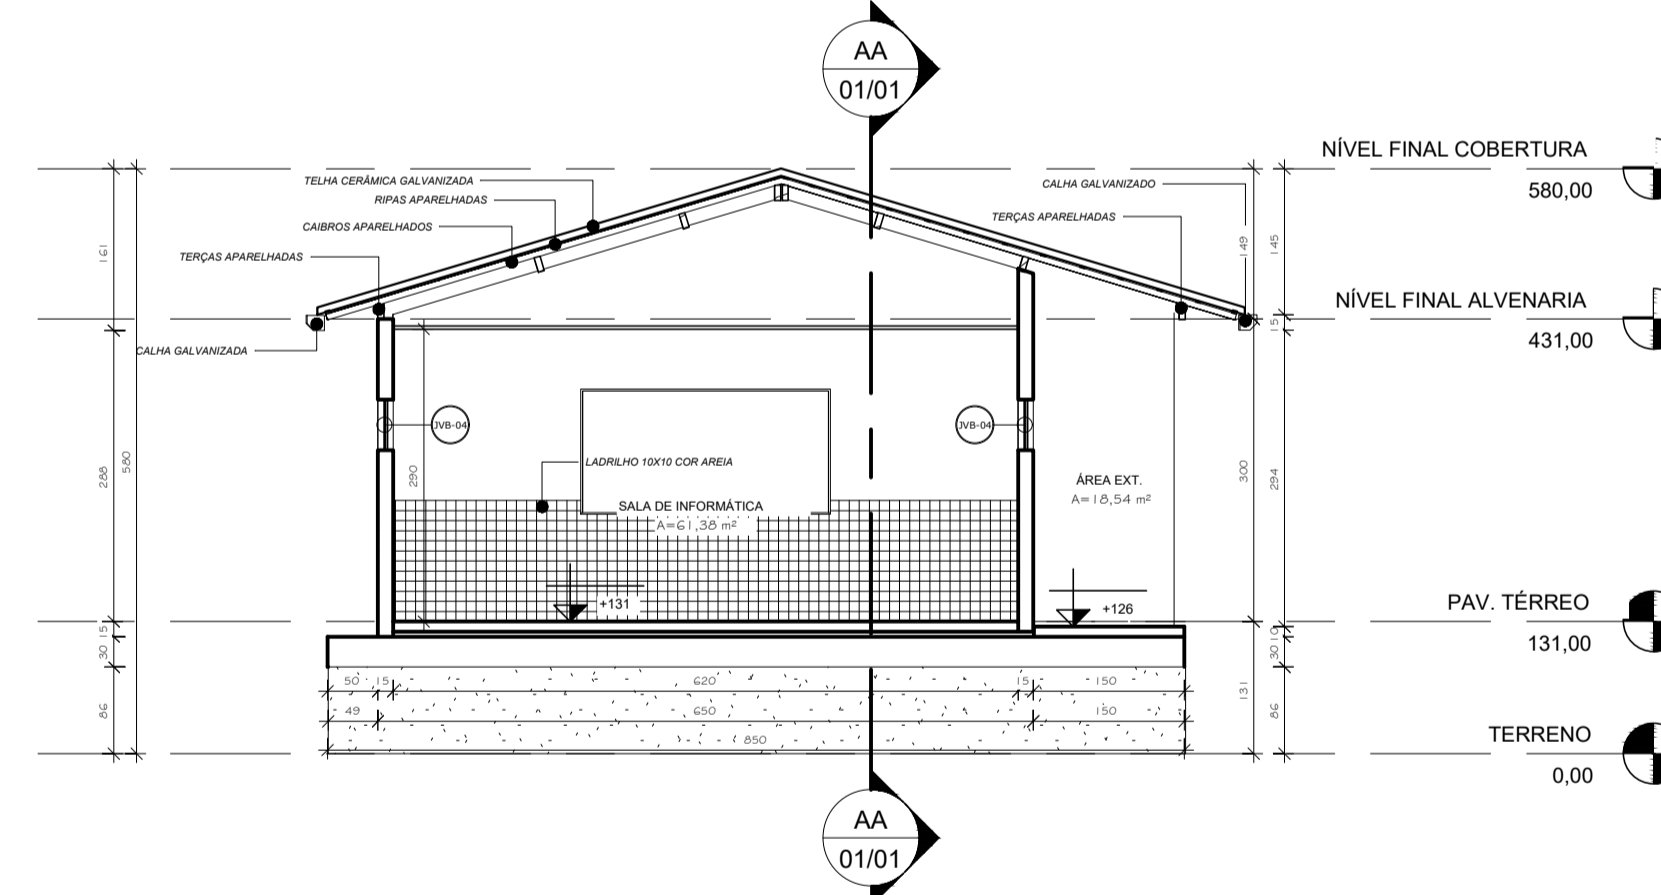 AA
01/01
NÍVEL FINAL COBERTURA
580,00
TELHA CERÂMICA GALVANIZADA
RIPAS APARELHADAS
CAIBROS APARELHADOS
TERÇAS APARELHADAS
CALHA GALVANIZADA
CALHA GALVANIZADO
TERÇAS APARELHADAS
161
149
145
NÍVEL FINAL ALVENARIA
431,00
15
JVB-04
JVB-04
288
580
290
LADRILHO 10X10 COR AREIA
SALA DE INFORMÁTICA
A=61,38 m²
ÁREA EXT.
A=18,54 m²
300
294
+131
+126
PAV. TÉRREO
131,00
15
30
10
30
86
131
86
50
15
620
15
150
49
650
150
850
TERRENO
0,00
AA
01/01